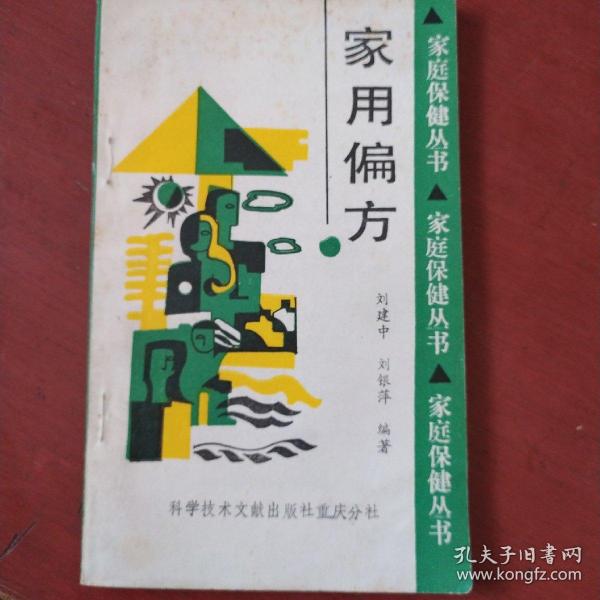 家用偏方
刘建中 刘银萍 编著
科学技术文献出版社重庆分社
▲家庭保健丛书▲家庭保健丛书▲家庭保健丛书
孔夫子旧书网
www.kongfz.com